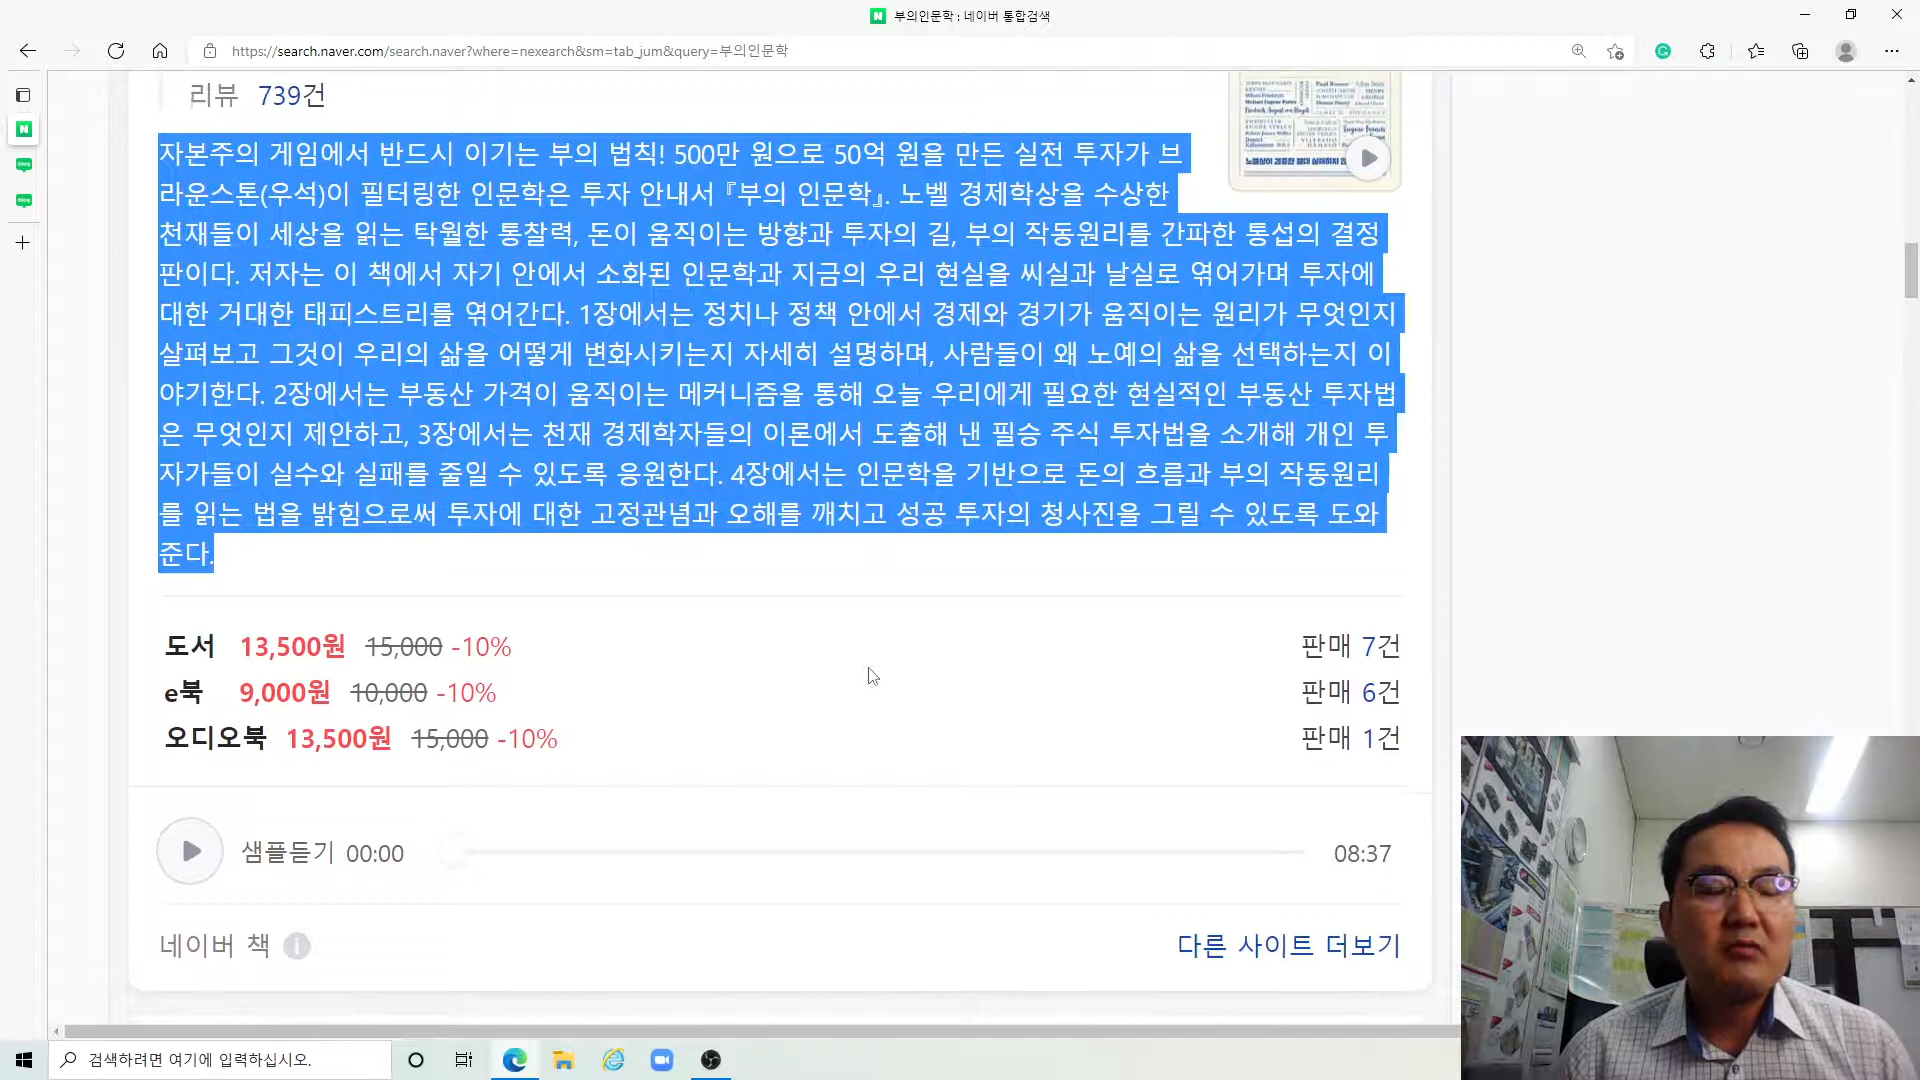 부의인문학 : 네이버 통합검색
https://search.naver.com/search.naver?where=nexearch&sm=tab_jum&query=부의인문학
리뷰 739건
자본주의 게임에서 반드시 이기는 부의 법칙! 500만 원으로 50억 원을 만든 실전 투자가 브
라운스톤(우석)이 필터링한 인문학은 투자 안내서 『부의 인문학』. 노벨 경제학상을 수상한
천재들이 세상을 읽는 탁월한 통찰력, 돈이 움직이는 방향과 투자의 길, 부의 작동원리를 간파한 통섭의 결정
판이다. 저자는 이 책에서 자기 안에서 소화된 인문학과 지금의 우리 현실을 씨실과 날실로 엮어가며 투자에
대한 거대한 태피스트리를 엮어간다. 1장에서는 정치나 정책 안에서 경제와 경기가 움직이는 원리가 무엇인지
살펴보고 그것이 우리의 삶을 어떻게 변화시키는지 자세히 설명하며, 사람들이 왜 노예의 삶을 선택하는지 이
야기한다. 2장에서는 부동산 가격이 움직이는 메커니즘을 통해 오늘 우리에게 필요한 현실적인 부동산 투자법
은 무엇인지 제안하고, 3장에서는 천재 경제학자들의 이론에서 도출해 낸 필승 주식 투자법을 소개해 개인 투
자가들이 실수와 실패를 줄일 수 있도록 응원한다. 4장에서는 인문학을 기반으로 돈의 흐름과 부의 작동원리
를 읽는 법을 밝힘으로써 투자에 대한 고정관념과 오해를 깨치고 성공 투자의 청사진을 그릴 수 있도록 도와
준다.
도서 13,500원 15,000 -10% 판매 7건
e북 9,000원 10,000 -10% 판매 6건
오디오북 13,500원 15,000 -10% 판매 1건
샘플듣기 00:00 08:37
네이버 책 다른 사이트 더보기
검색하려면 여기에 입력하십시오.